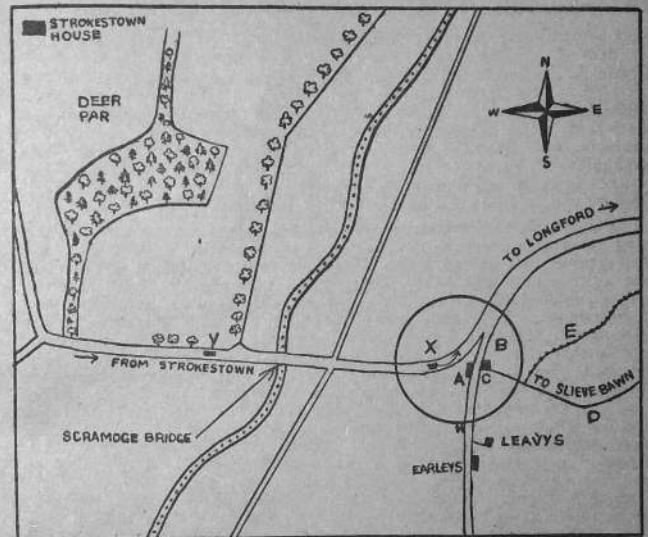 STROKESTOWN
HOUSE
DEER
PAR
N
W
E
S
TO LONGFORD →
Y
→ FROM STROKESTOWN
X
B
A
C
E
TO SLIEVE BAWN
D
SCRAMOGE BRIDGE
LEAVYS
EARLEYS